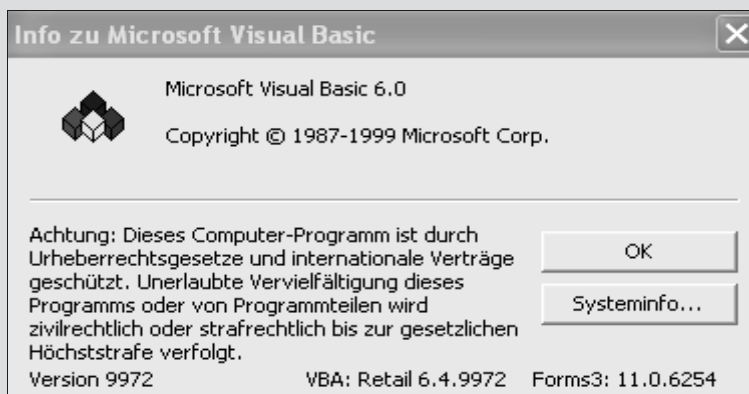 Info zu Microsoft Visual Basic
Microsoft Visual Basic 6.0
Copyright © 1987-1999 Microsoft Corp.
Achtung: Dieses Computer-Programm ist durch
Urheberrechtsgesetze und internationale Verträge
geschützt. Unerlaubte Vervielfältigung dieses
Programms oder von Programmteilen wird
zivilrechtlich oder strafrechtlich bis zur gesetzlichen
Höchststrafe verfolgt.
OK
Systeminfo...
Version 9972 VBA: Retail 6.4.9972 Forms3: 11.0.6254